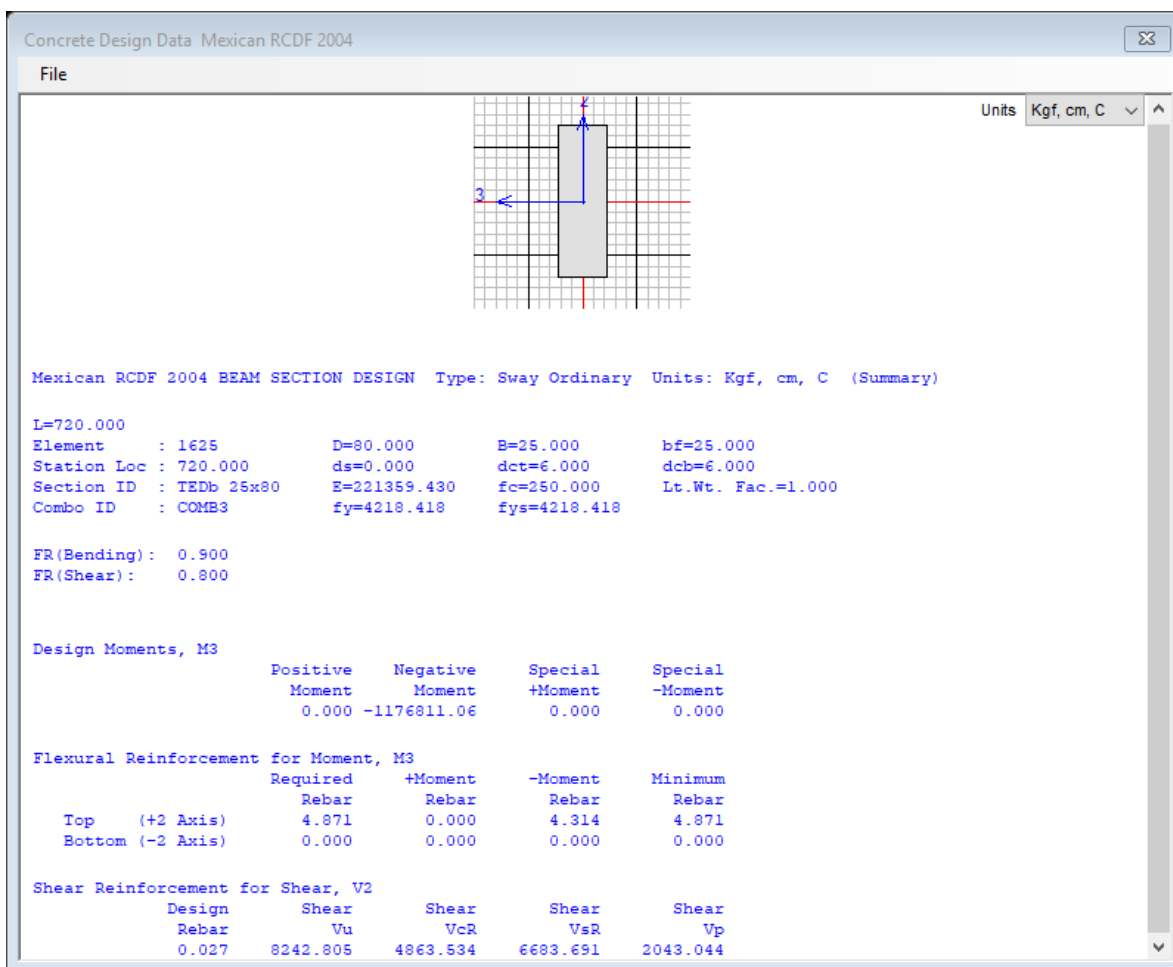 Concrete Design Data Mexican RCDF 2004
File
Units Kgf, cm, C
2
3
Mexican RCDF 2004 BEAM SECTION DESIGN Type: Sway Ordinary Units: Kgf, cm, C (Summary)
L=720.000
Element : 1625 D=80.000 B=25.000 bf=25.000
Station Loc : 720.000 ds=0.000 dct=6.000 dcb=6.000
Section ID : TEDb 25x80 E=221359.430 fc=250.000 Lt.Wt. Fac.=1.000
Combo ID : COMB3 fy=4218.418 fys=4218.418
FR(Bending): 0.900
FR(Shear): 0.800
Design Moments, M3
Positive Negative Special Special
Moment Moment +Moment -Moment
0.000 -1176811.06 0.000 0.000
Flexural Reinforcement for Moment, M3
Required +Moment -Moment Minimum
Rebar Rebar Rebar Rebar
Top (+2 Axis) 4.871 0.000 4.314 4.871
Bottom (-2 Axis) 0.000 0.000 0.000 0.000
Shear Reinforcement for Shear, V2
Design Shear Shear Shear Shear
Rebar Vu VcR VsR Vp
0.027 8242.805 4863.534 6683.691 2043.044